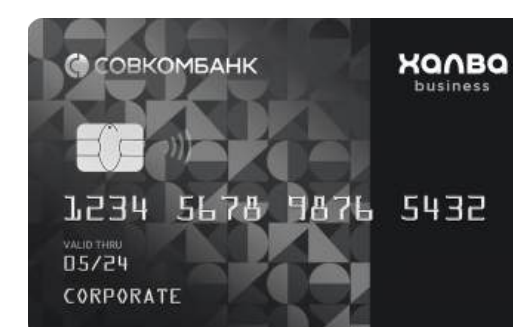 СОВКОМБАНК
ХАЛВА
business
1234 5678 9876 5432
VALID THRU
05/24
CORPORATE